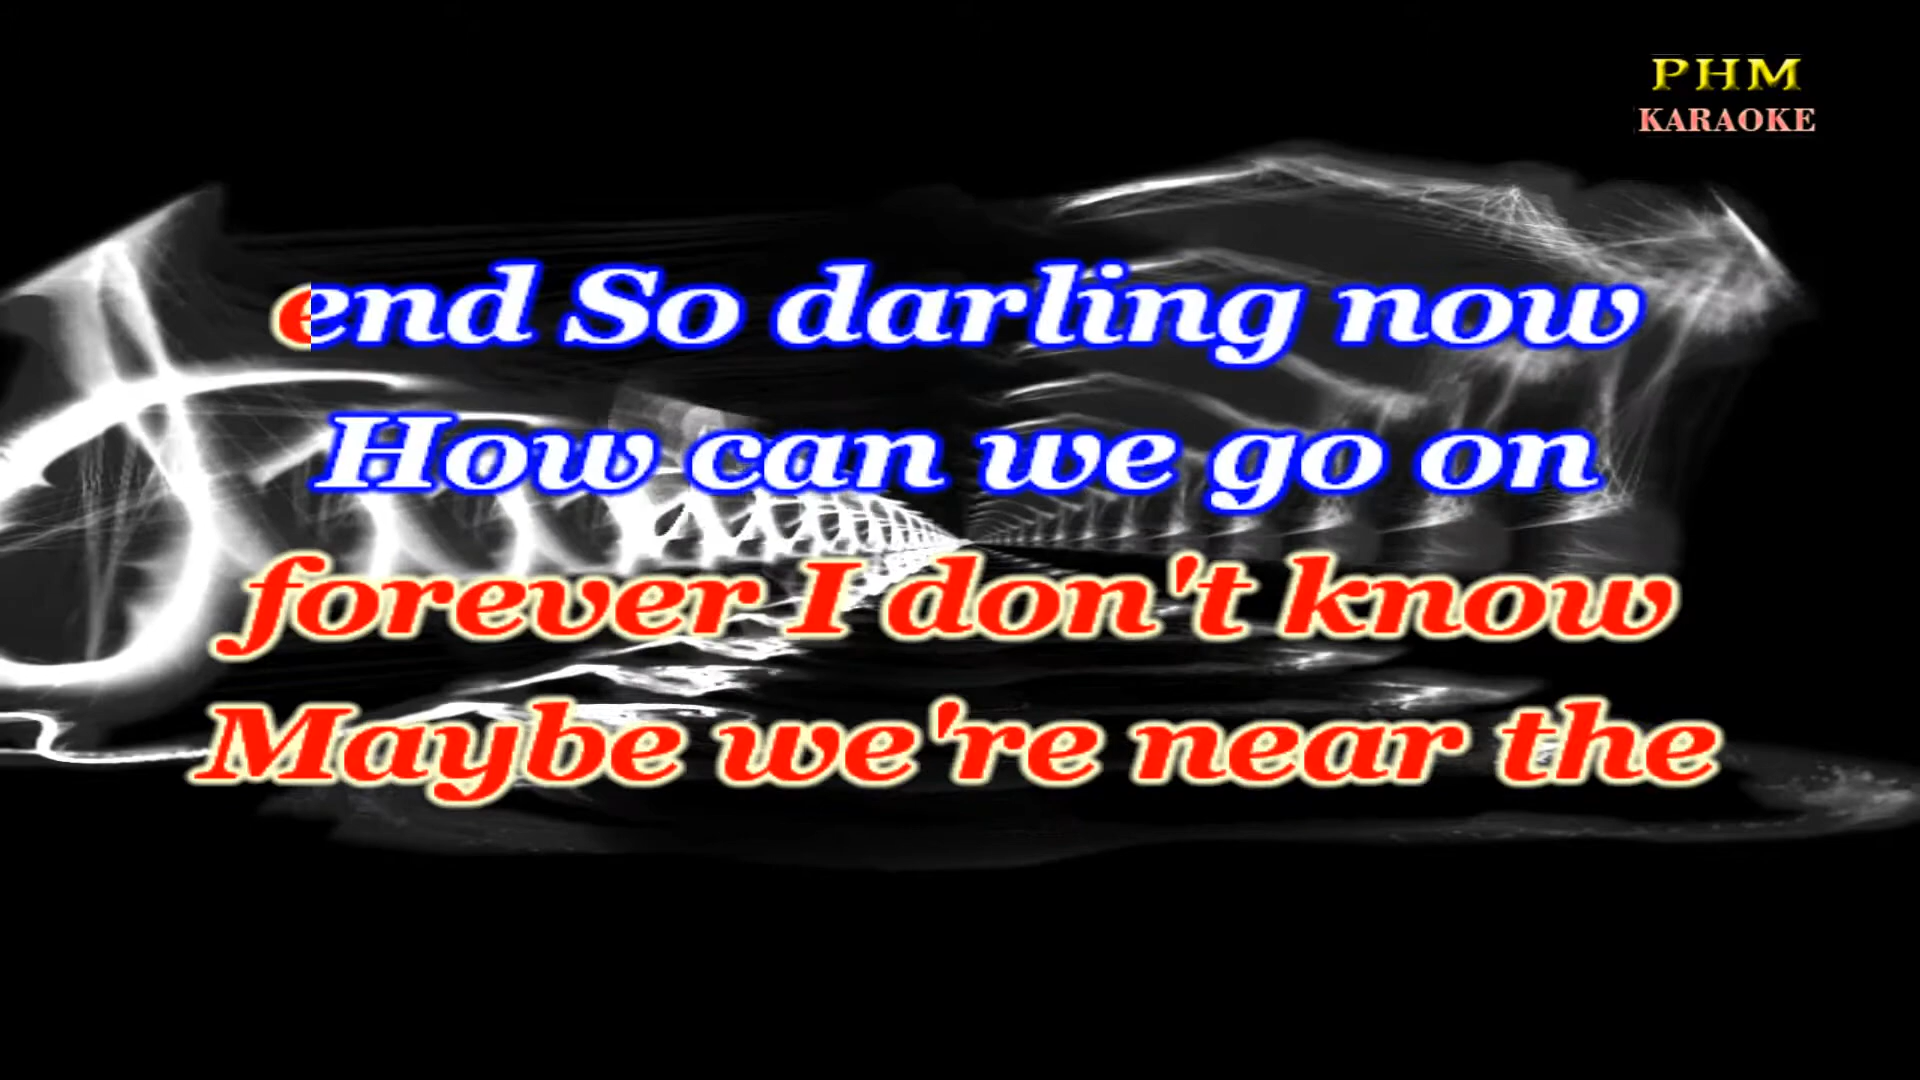 PHM
KARAOKE
end So darling now
How can we go on
forever I don't know
Maybe we're near the